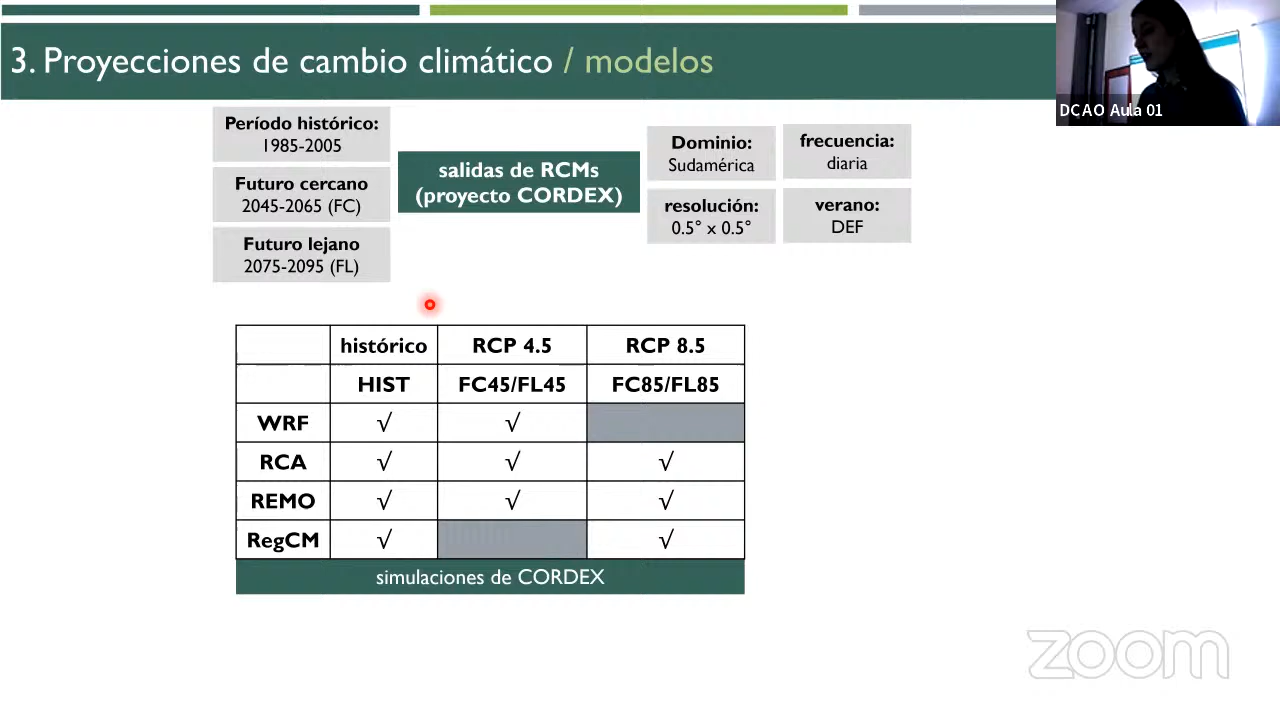 3. Proyecciones de cambio climático / modelos
DCAO Aula 01
Período histórico:
1985-2005
Futuro cercano
2045-2065 (FC)
Futuro lejano
2075-2095 (FL)
salidas de RCMs
(proyecto CORDEX)
Dominio:
Sudamérica
frecuencia:
diaria
resolución:
0.5° x 0.5°
verano:
DEF
histórico RCP 4.5 RCP 8.5
HIST FC45/FL45 FC85/FL85
WRF √ √
RCA √ √ √
REMO √ √ √
RegCM √ √
simulaciones de CORDEX
zoom